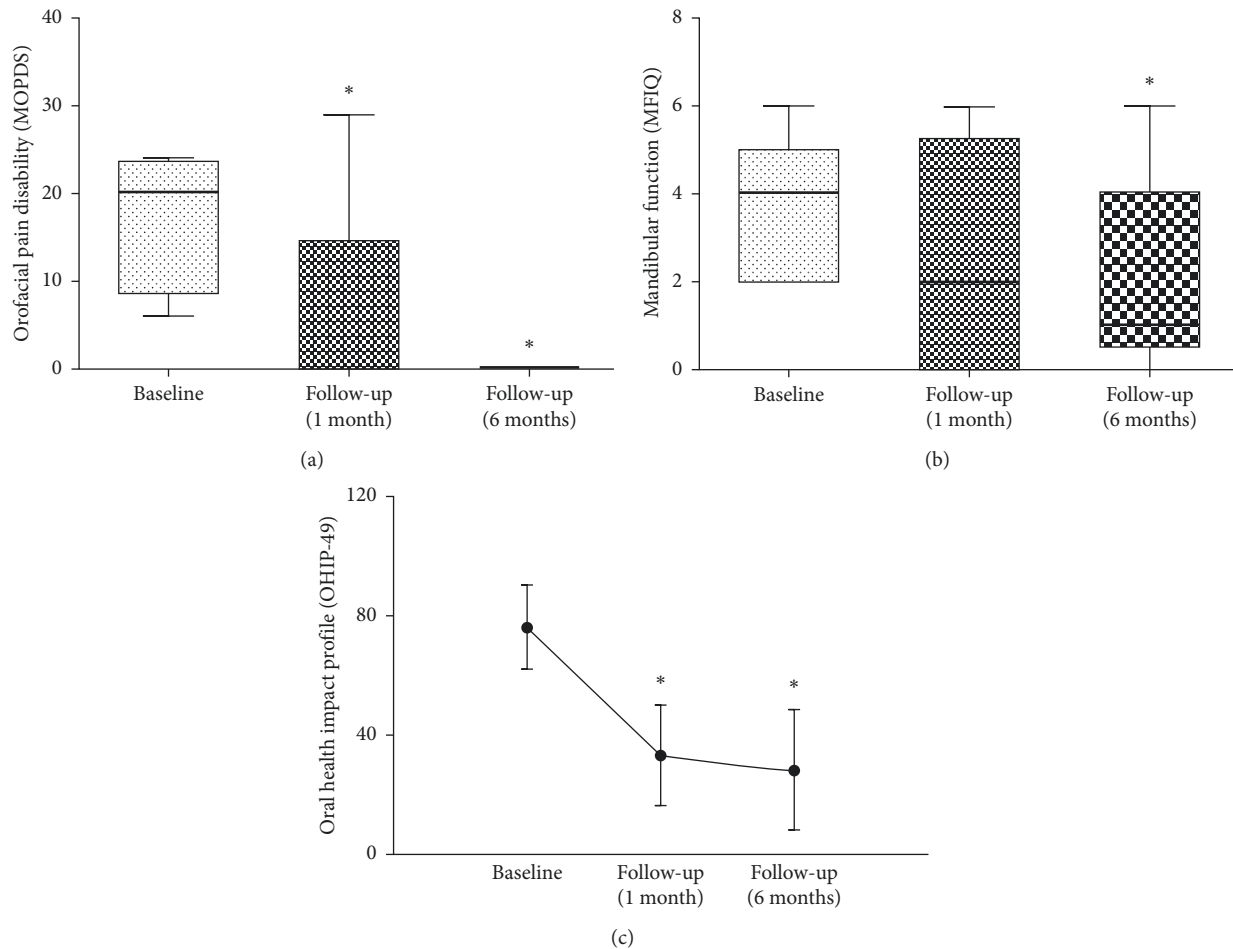 Orofacial pain disability (MOPDS)
40
30
20
10
0
*
*
Baseline
Follow-up
(1 month)
Follow-up
(6 months)
(a)
Mandibular function (MFIQ)
8
6
4
2
0
*
Baseline
Follow-up
(1 month)
Follow-up
(6 months)
(b)
Oral health impact profile (OHIP-49)
120
80
40
0
*
*
Baseline
Follow-up
(1 month)
Follow-up
(6 months)
(c)